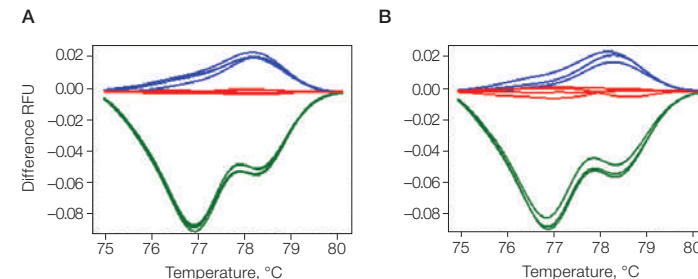 A
Difference RFU
0.02
0.00
–0.02
–0.04
–0.06
–0.08
75 76 77 78 79 80
Temperature, °C
B
0.02
0.00
–0.02
–0.04
–0.06
–0.08
75 76 77 78 79 80
Temperature, °C